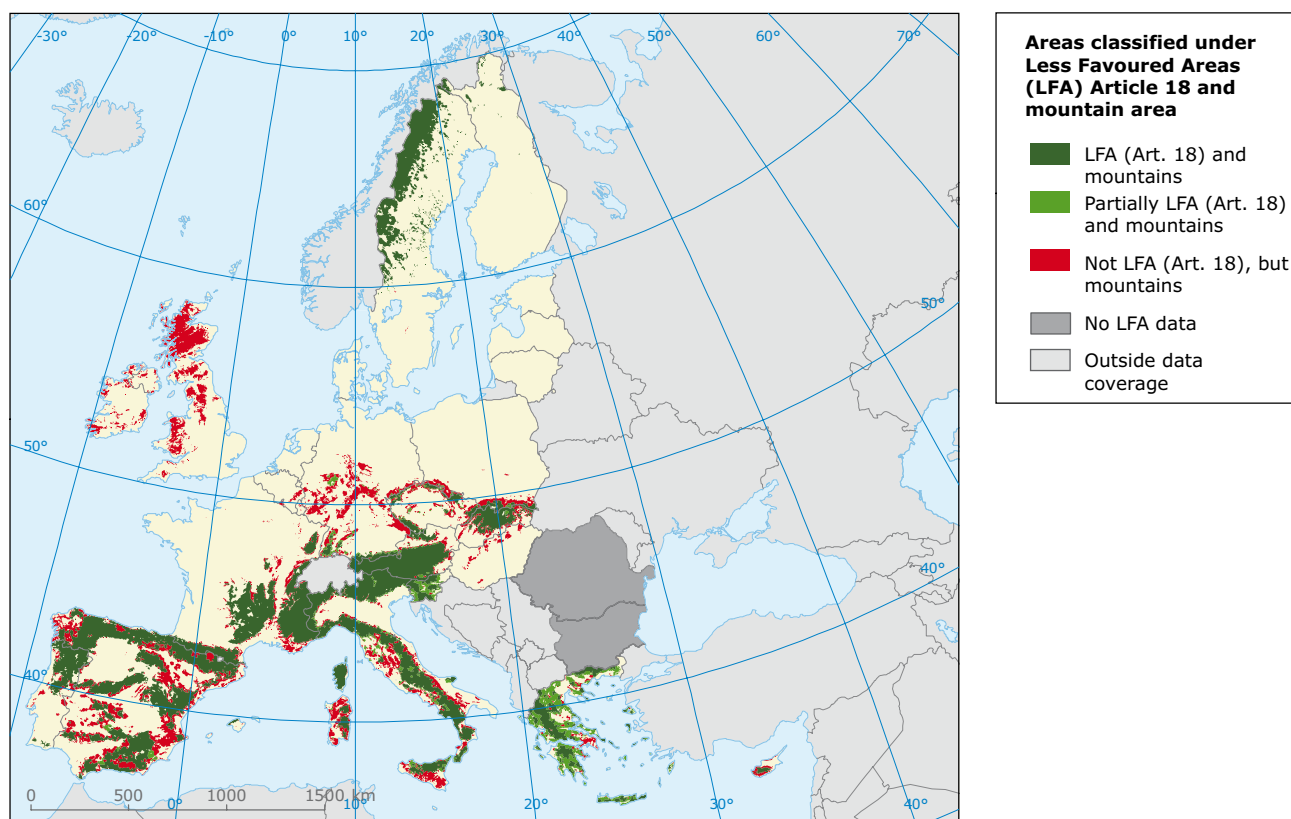 -30°
-20°
-10°
0°
10°
20°
30°
40°
50°
60°
70°
60°
50°
50°
40°
40°
0
500
1000
1500 km
0°
10°
20°
30°
40°
Areas classified under
Less Favoured Areas
(LFA) Article 18 and
mountain area
LFA (Art. 18) and
mountains
Partially LFA (Art. 18)
and mountains
Not LFA (Art. 18), but
mountains
No LFA data
Outside data
coverage